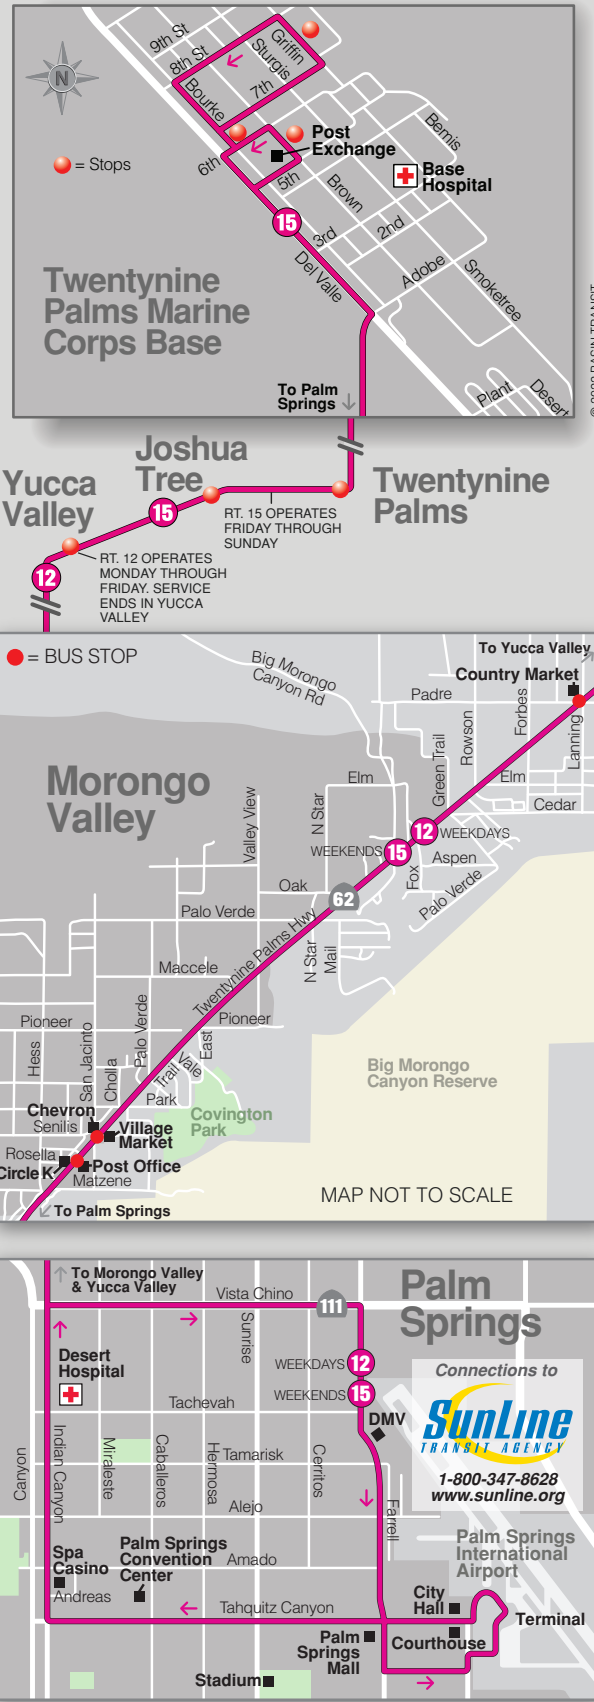 9th St
8th St
Griffin
Sturgis
7th
Bourke
N
Post
Exchange
Bemis
= Stops
6th
5th
Base
Hospital
Brown
15
3rd
2nd
Del Valle
Adobe
Smoketree
Twentynine
Palms Marine
Corps Base
To Palm
Springs
Plant
Desert
Joshua
Tree
Yucca
Valley
15
Twentynine
Palms
RT. 15 OPERATES
FRIDAY THROUGH
SUNDAY
12
RT. 12 OPERATES
MONDAY THROUGH
FRIDAY. SERVICE
ENDS IN YUCCA
VALLEY
= BUS STOP
Big Morongo
Canyon Rd
To Yucca Valley
Country Market
Padre
Forbes
Rowson
Lanning
Green Trail
Morongo
Valley
Elm
Elm
Cedar
Valley View
N Star
12
WEEKDAYS
WEEKENDS
15
Aspen
Fox
Oak
62
Palo Verde
Palo Verde
Twentynine Palms Hwy
N Star
Mail
Maccele
Pioneer
Pioneer
Palo Verde
Hess
San Jacinto
Cholla
East
Trail Vale
Park
Big Morongo
Canyon Reserve
Covington
Park
Chevron
Senilis
Village
Market
Rosella
Circle K
Post Office
Matzene
MAP NOT TO SCALE
To Palm Springs
To Morongo Valley
& Yucca Valley
Vista Chino
111
Palm
Springs
Sunrise
Desert
Hospital
WEEKDAYS
12
WEEKENDS
15
Connections to
SunLine
TRANSIT AGENCY
1-800-347-8628
www.sunline.org
Tachevah
DMV
Canyon
Indian Canyon
Miraleste
Caballeros
Hermosa
Tamarisk
Cerritos
Alejo
Farrell
Palm Springs
International
Airport
Spa
Casino
Palm Springs
Convention
Center
Amado
Andreas
Tahquitz Canyon
City
Hall
Terminal
Palm
Springs
Mall
Courthouse
Stadium